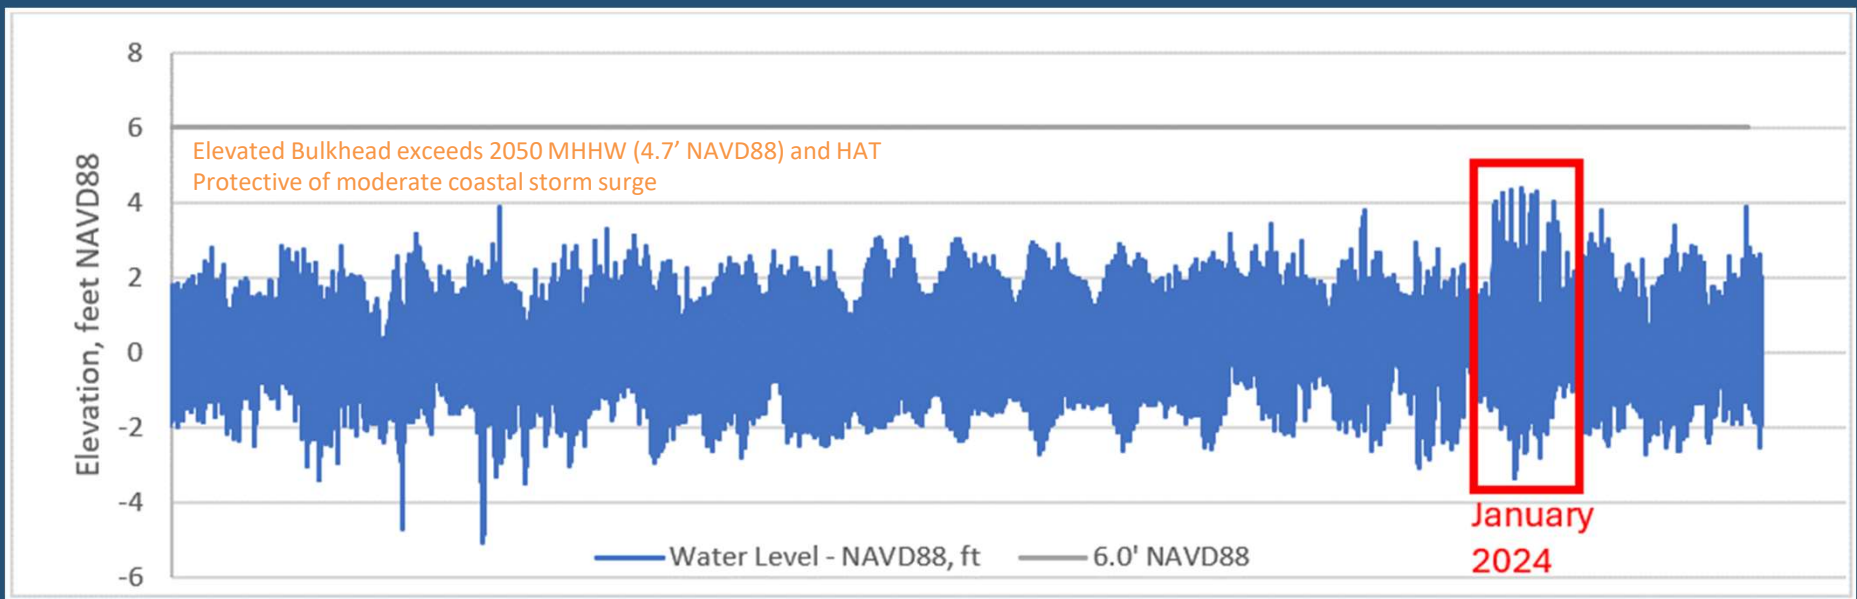 8
6
Elevated Bulkhead exceeds 2050 MHHW (4.7’ NAVD88) and HAT
Protective of moderate coastal storm surge
4
2
0
-2
-4
-6
Elevation, feet NAVD88
January
2024
Water Level - NAVD88, ft
6.0' NAVD88